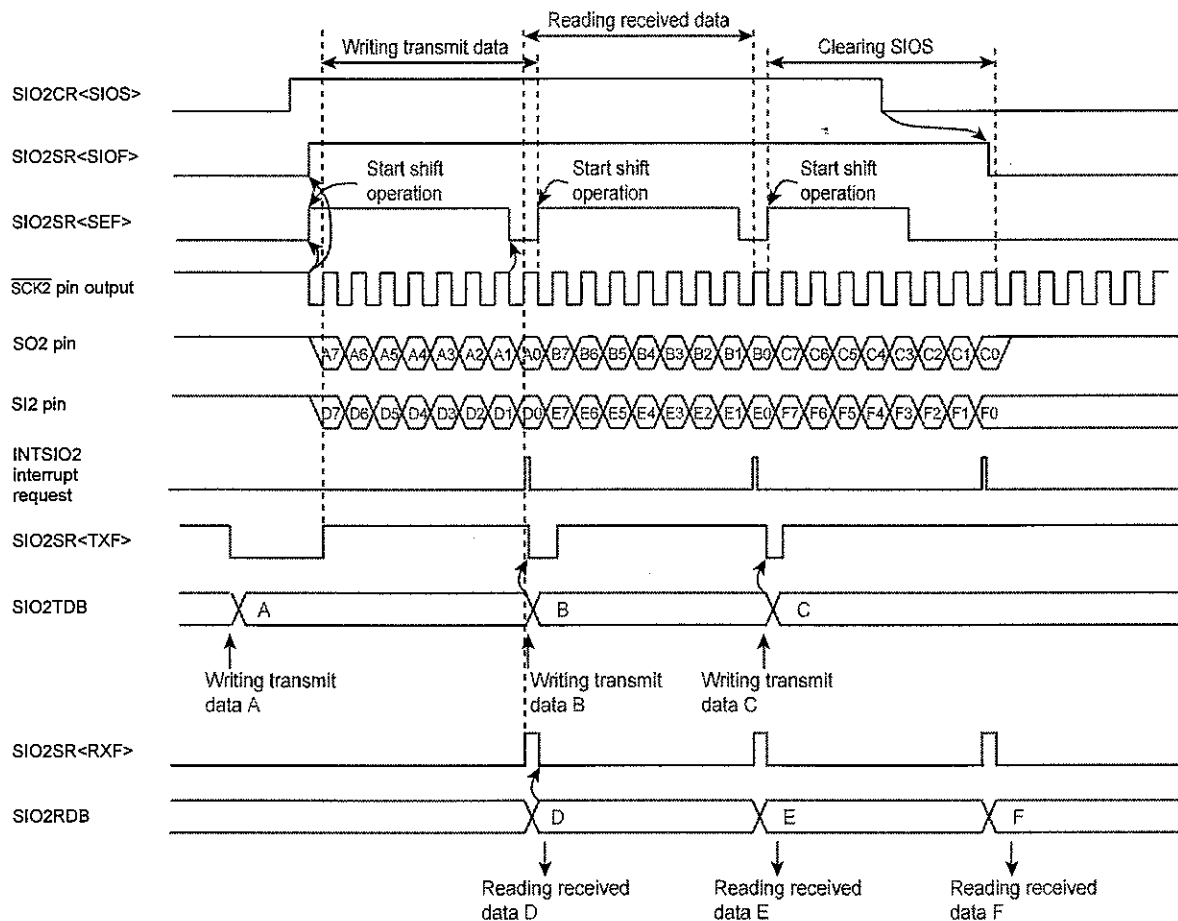 Reading received data
Writing transmit data
Clearing SIOS
SIO2CR<SIOS>
SIO2SR<SIOF>
Start shift
operation
Start shift
operation
Start shift
operation
SIO2SR<SEF>
SCK2 pin output
SO2 pin
A7 A6 A5 A4 A3 A2 A1 A0 B7 B6 B5 B4 B3 B2 B1 B0 C7 C6 C5 C4 C3 C2 C1 C0
SI2 pin
D7 D6 D5 D4 D3 D2 D1 D0 E7 E6 E5 E4 E3 E2 E1 E0 F7 F6 F5 F4 F3 F2 F1 F0
INTSIO2
interrupt
request
SIO2SR<TXF>
SIO2TDB
A
B
C
Writing transmit
data A
Writing transmit
data B
Writing transmit
data C
SIO2SR<RXF>
SIO2RDB
D
E
F
Reading received
data D
Reading received
data E
Reading received
data F